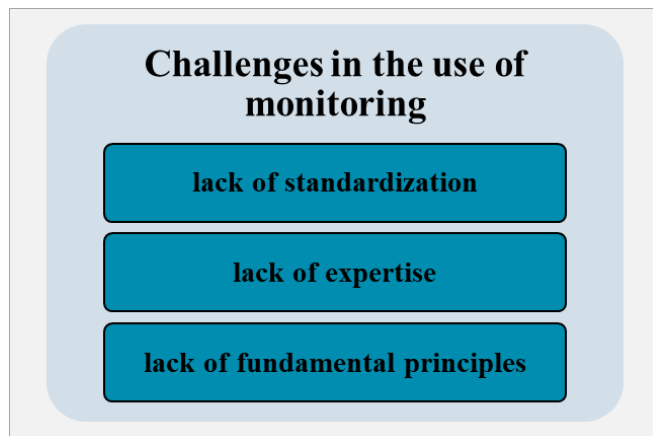 Challenges in the use of
monitoring
lack of standardization
lack of expertise
lack of fundamental principles